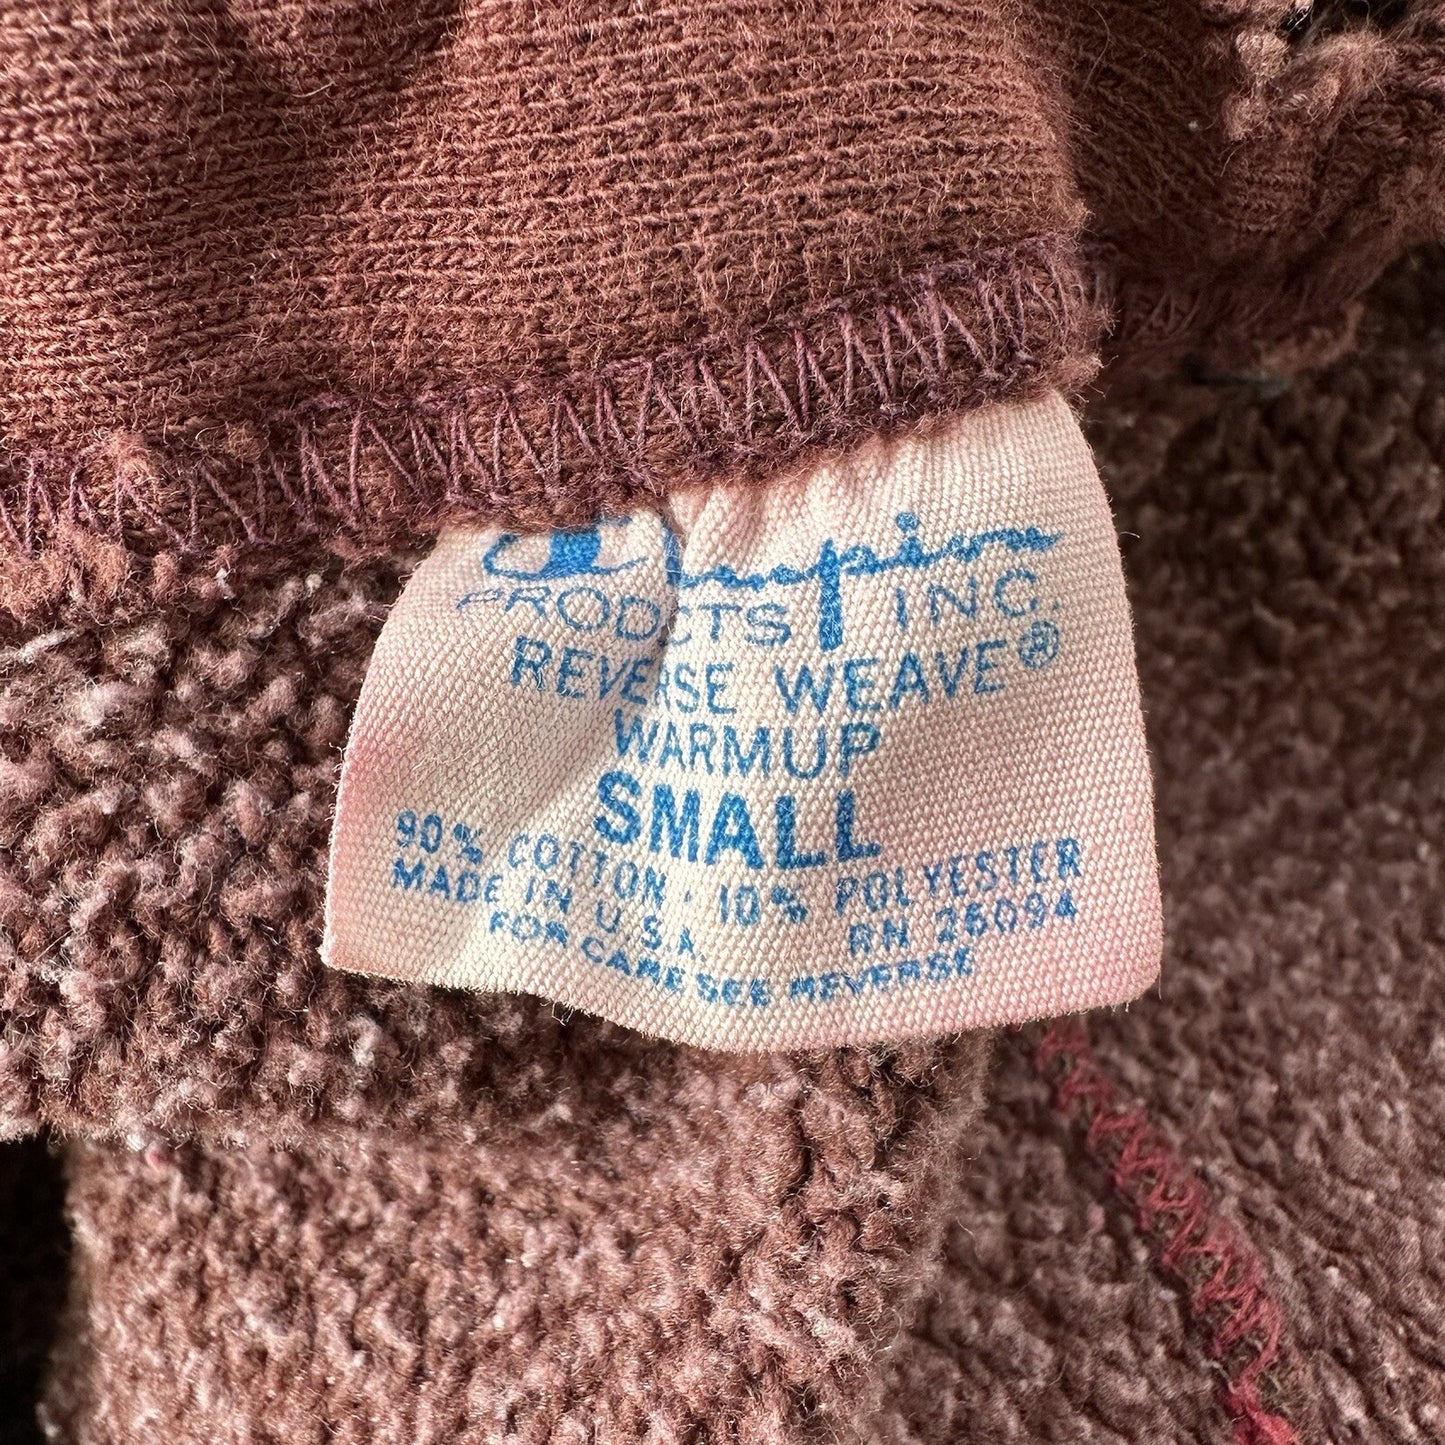 Champion
PRODUCTS INC.
REVERSE WEAVE®
WARMUP
SMALL
90% COTTON · 10% POLYESTER
MADE IN U.S.A. RN 26094
FOR CARE SEE REVERSE